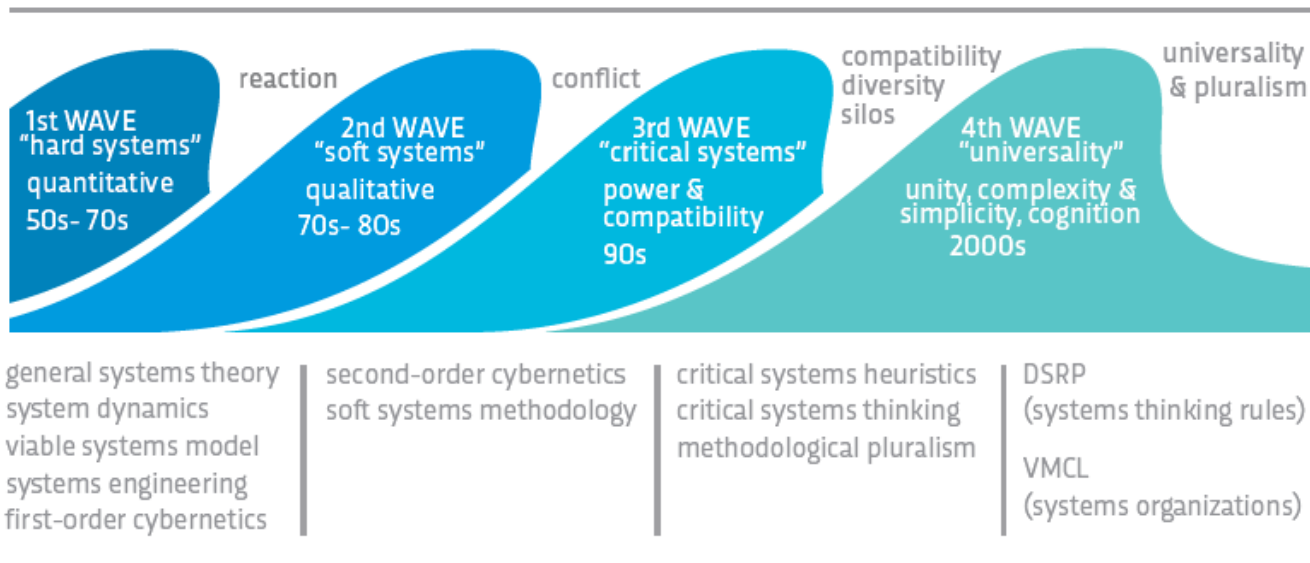 1st WAVE
“hard systems”
quantitative
50s- 70s
reaction
2nd WAVE
“soft systems”
qualitative
70s- 80s
conflict
3rd WAVE
“critical systems”
power &
compatibility
90s
compatibility
diversity
silos
4th WAVE
“universality”
unity, complexity &
simplicity, cognition
2000s
universality
& pluralism
general systems theory
system dynamics
viable systems model
systems engineering
first-order cybernetics
second-order cybernetics
soft systems methodology
critical systems heuristics
critical systems thinking
methodological pluralism
DSRP
(systems thinking rules)
VMCL
(systems organizations)